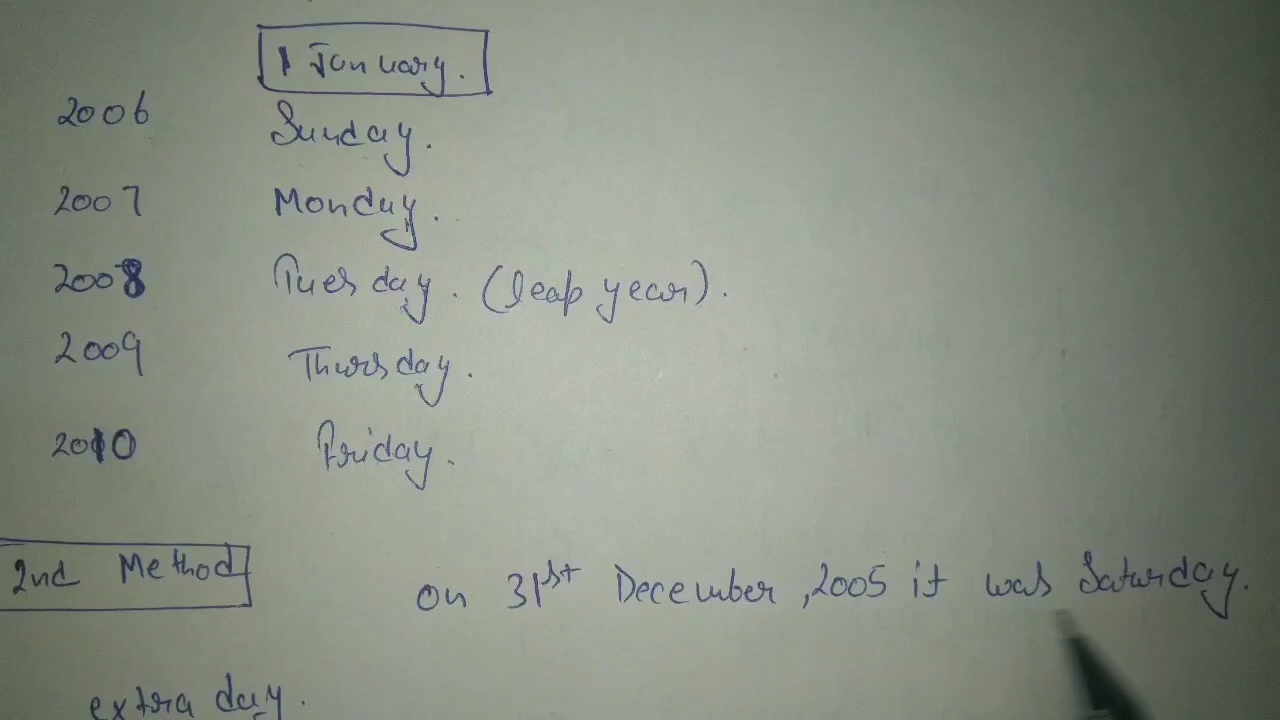 1 January.
2006 Sunday.
2007 Monday.
2008 Tuesday. (leap year).
2009 Thursday.
2010 Friday.
2nd Method
On 31st December, 2005 it was Saturday.
extra day.